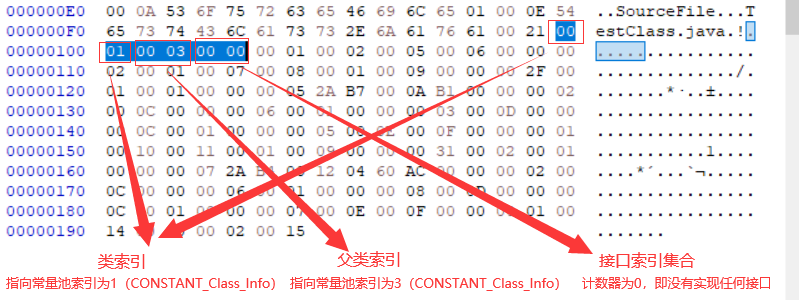 000000E0 00 0A 53 6F 75 72 63 65 46 69 6C 65 01 00 0E 54 ..SourceFile...T
000000F0 65 73 74 43 6C 61 73 73 2E 6A 61 76 61 00 21 00 estClass.java.!.
00000100 01 00 03 00 00 00 01 00 02 00 05 00 06 00 00 00 ................
00000110 02 00 01 00 07 00 08 00 01 00 09 00 00 00 2F 00 ............../.
00000120 01 00 01 00 00 00 05 2A B7 00 0A B1 00 00 00 02 .......*·..±....
00000130 00 0C 00 00 00 06 00 01 00 00 00 03 00 0D 00 00 ................
00000140 00 0C 00 01 00 00 00 05 00 0E 00 0F 00 00 00 01 ................
00000150 00 10 00 11 00 01 00 09 00 00 00 31 00 02 00 01 ...........1....
00000160 00 00 00 07 2A B4 00 12 04 60 AC 00 00 00 02 00 ....*´...`¬.....
00000170 0C 00 00 00 06 00 01 00 00 00 08 00 0D 00 00 00 ................
00000180 0C 00 01 00 00 00 07 00 0E 00 0F 00 00 00 01 00 ................
00000190 14 00 02 00 15 .......
类索引 父类索引 接口索引集合
指向常量池索引为1（CONSTANT_Class_Info） 指向常量池索引为3（CONSTANT_Class_Info） 计数器为0，即没有实现任何接口